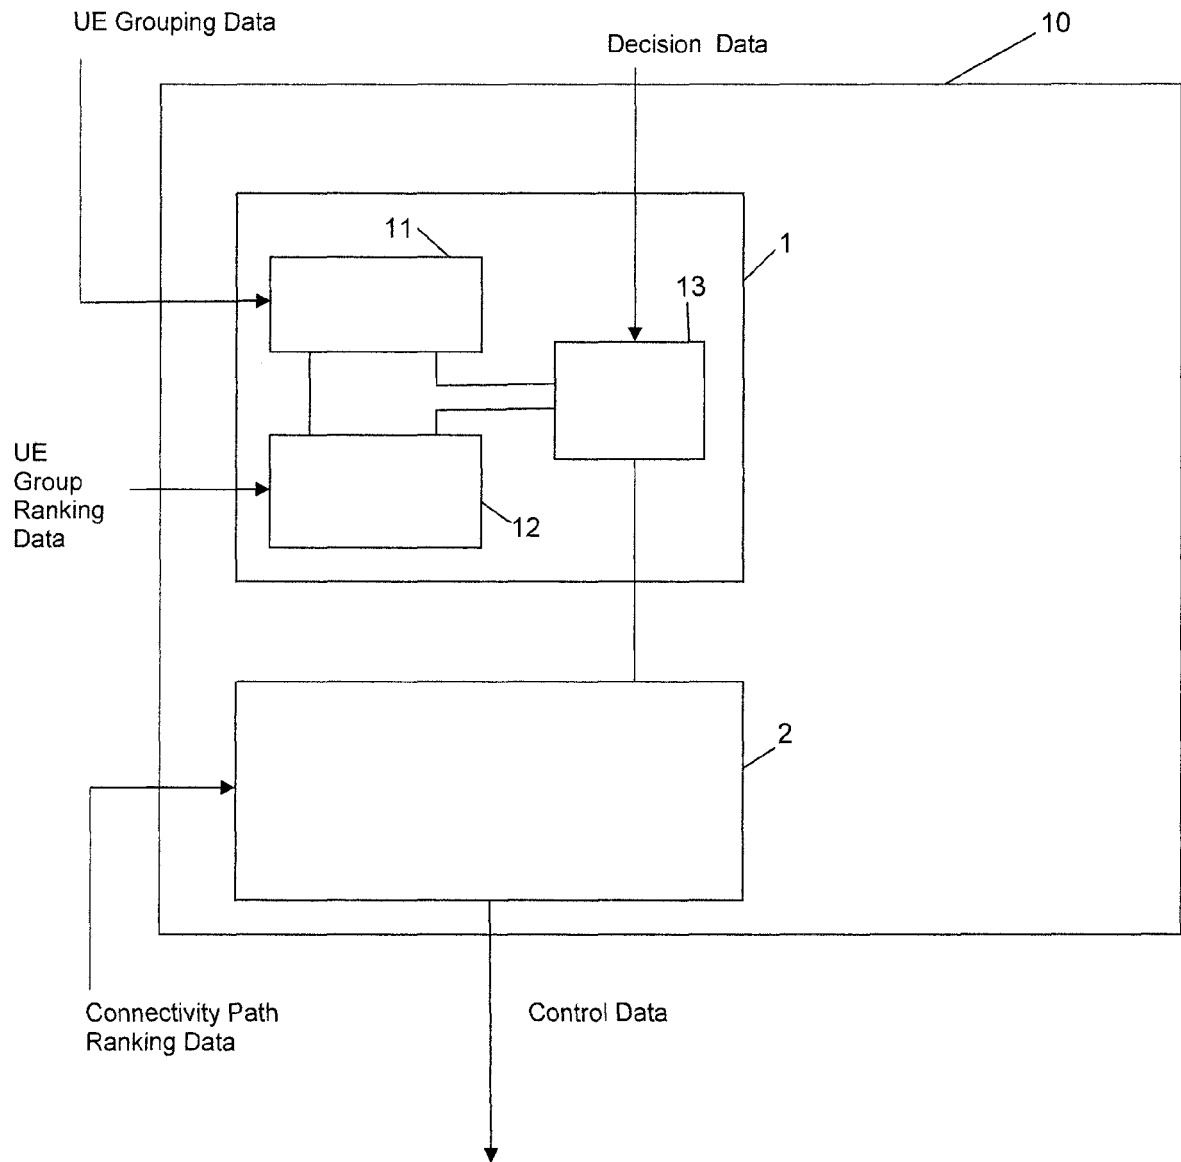 UE Grouping Data
Decision Data
10
11
1
13
UE
Group
Ranking
Data
12
2
Connectivity Path
Ranking Data
Control Data